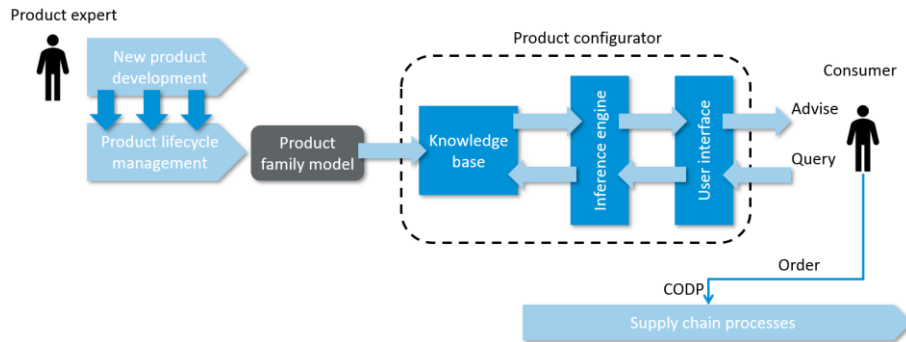 Product expert
New product
development
Product lifecycle
management
Product
family model
Product configurator
Knowledge
base
Inference engine
User interface
Consumer
Advise
Query
Order
CODP
Supply chain processes